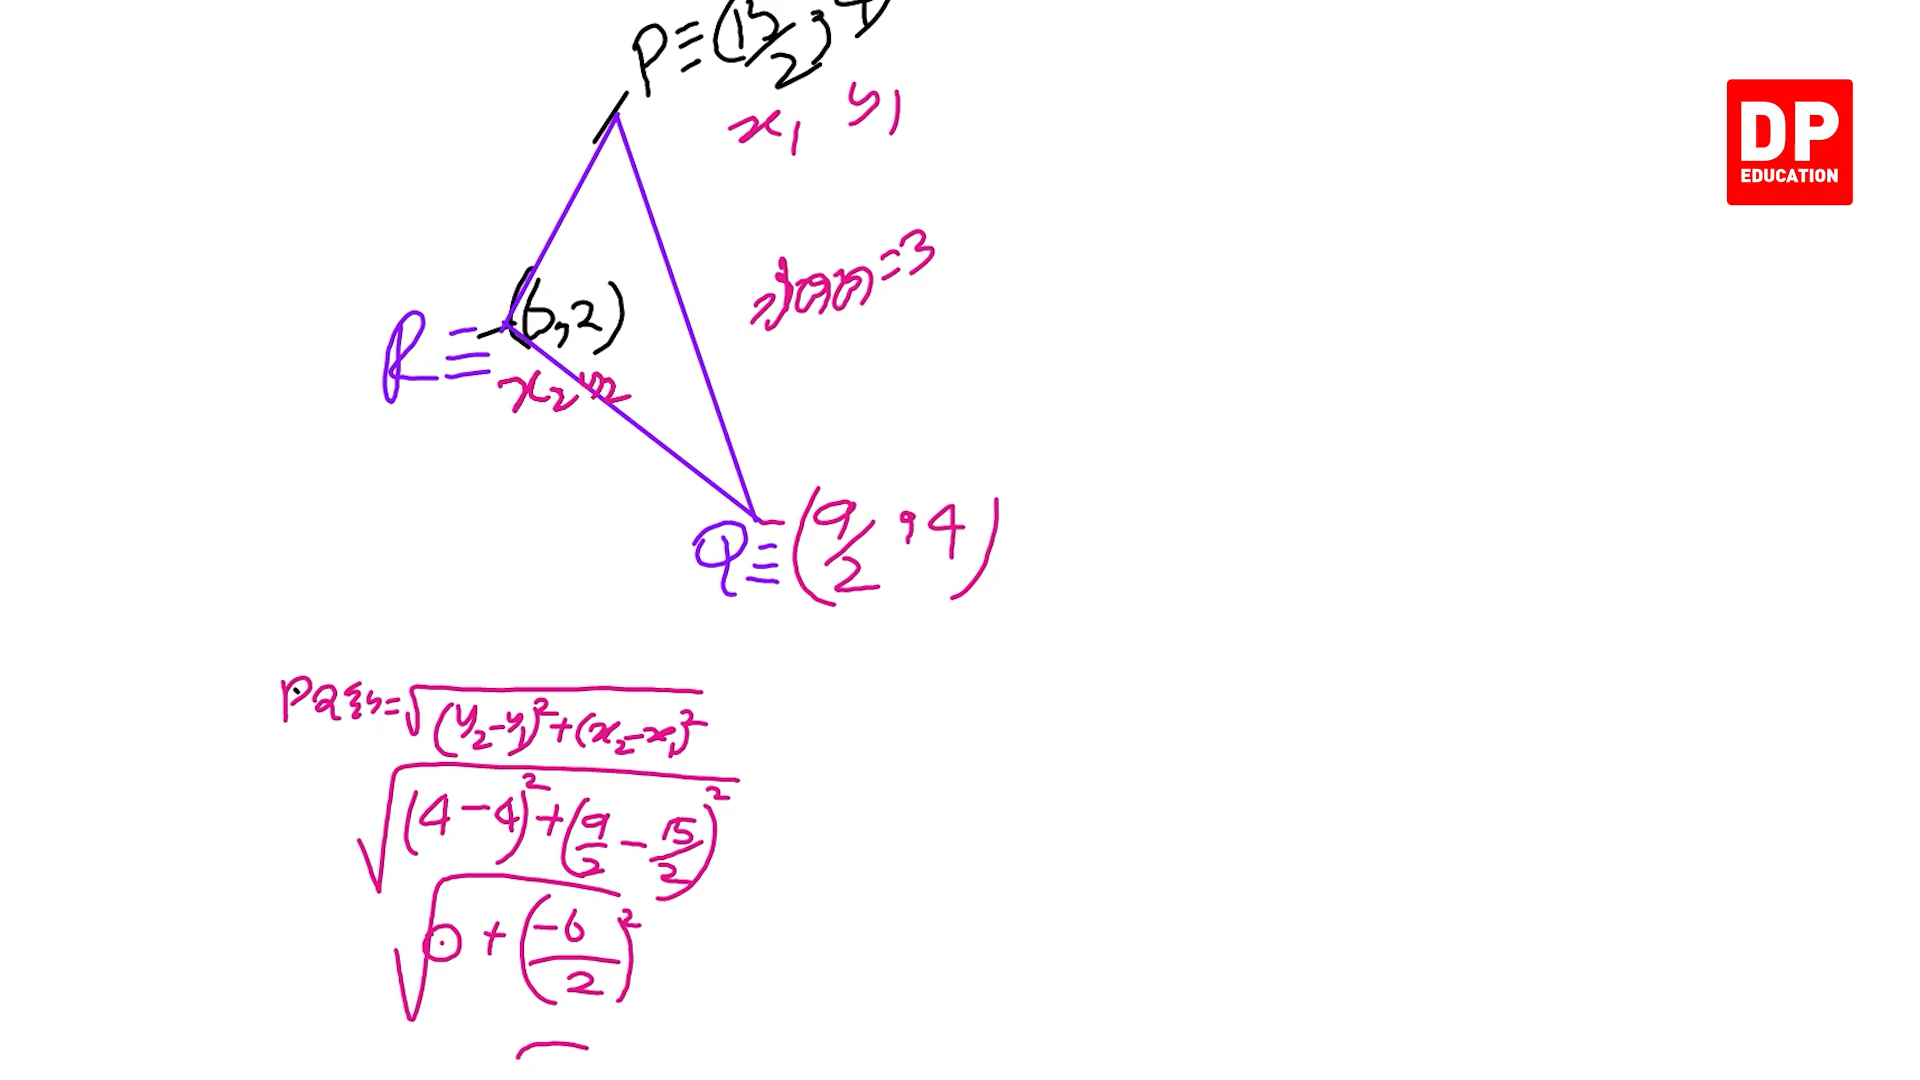 P≡(15/2, 4)
x₁ y₁
DP
EDUCATION
=3
R≡(6,2)
x₂ y₂
Q≡(9/2, 4)
PQ =√((y₂-y₁)²+(x₂-x₁)²)
√((4-4)²+(9/2-15/2)²)
√(0+(-6/2)²)